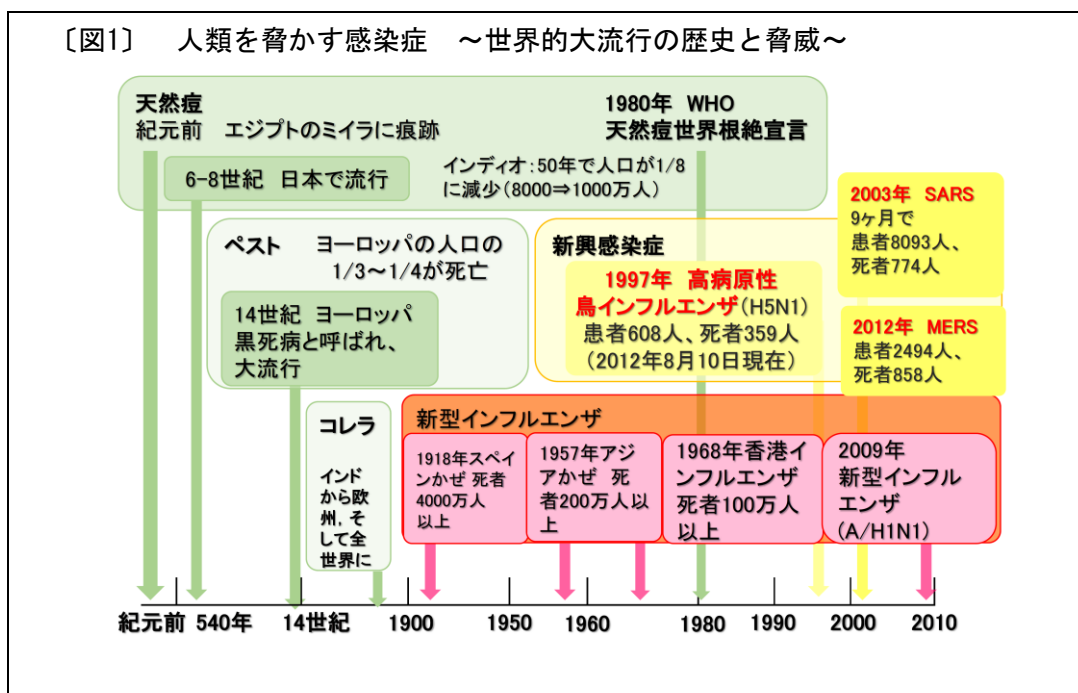 〔図1〕 人類を脅かす感染症 ~世界的大流行の歴史と脅威~
天然痘
紀元前 エジプトのミイラに痕跡
1980年 WHO
天然痘世界根絶宣言
6-8世紀 日本で流行
インディオ:50年で人口が1/8
に減少(8000⇒1000万人)
2003年 SARS
9ヶ月で
患者8093人、
死者774人
ペスト ヨーロッパの人口の
1/3~1/4が死亡
14世紀 ヨーロッパ
黒死病と呼ばれ、
大流行
新興感染症
1997年 高病原性
鳥インフルエンザ(H5N1)
患者608人、死者359人
(2012年8月10日現在)
2012年 MERS
患者2494人、
死者858人
コレラ
インド
から欧
州, そ
して全
世界に
新型インフルエンザ
1918年スペイ
ンかぜ 死者
4000万人
以上
1957年アジ
アかぜ 死
者200万人以
上
1968年香港イ
ンフルエンザ
死者100万人
以上
2009年
新型インフル
エンザ
(A/H1N1)
紀元前 540年 14世紀 1900 1950 1960 1980 1990 2000 2010